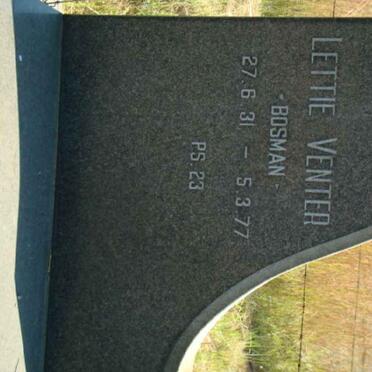 LETTIE VENTER
- BOSMAN -
27.6.31 - 5.3.77
PS. 23